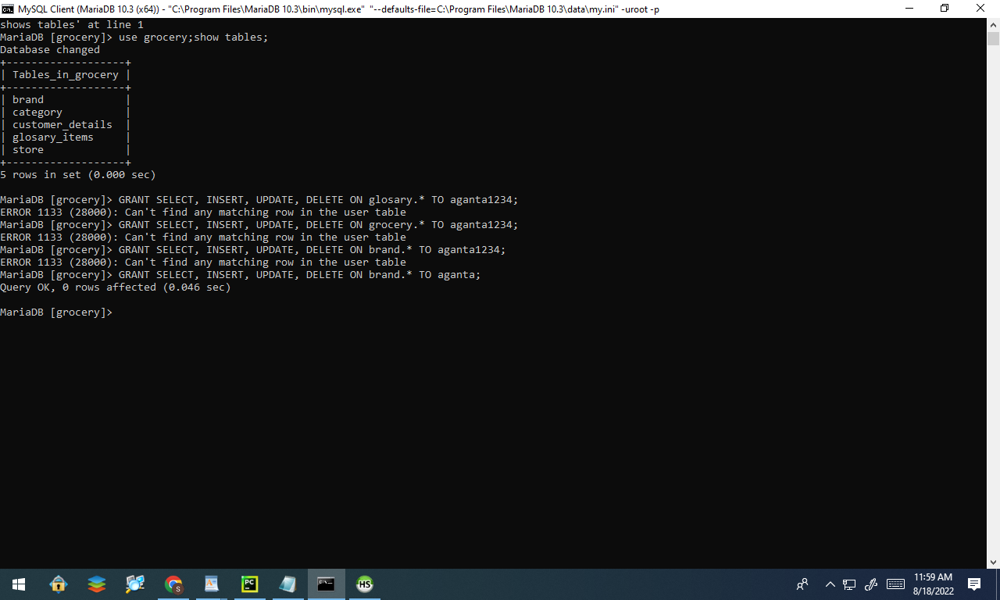 MySQL Client (MariaDB 10.3 (x64)) - "C:\Program Files\MariaDB 10.3\bin\mysql.exe" "--defaults-file=C:\Program Files\MariaDB 10.3\data\my.ini" -uroot -p
shows tables' at line 1
MariaDB [grocery]> use grocery;show tables;
Database changed
+-------------------+
| Tables_in_grocery |
+-------------------+
| brand             |
| category          |
| customer_details  |
| glosary_items     |
| store             |
+-------------------+
5 rows in set (0.000 sec)
MariaDB [grocery]> GRANT SELECT, INSERT, UPDATE, DELETE ON glosary.* TO aganta1234;
ERROR 1133 (28000): Can't find any matching row in the user table
MariaDB [grocery]> GRANT SELECT, INSERT, UPDATE, DELETE ON grocery.* TO aganta1234;
ERROR 1133 (28000): Can't find any matching row in the user table
MariaDB [grocery]> GRANT SELECT, INSERT, UPDATE, DELETE ON brand.* TO aganta1234;
ERROR 1133 (28000): Can't find any matching row in the user table
MariaDB [grocery]> GRANT SELECT, INSERT, UPDATE, DELETE ON brand.* TO aganta;
Query OK, 0 rows affected (0.046 sec)
MariaDB [grocery]>
S
PC
C:\_
HS
11:59 AM
8/18/2022